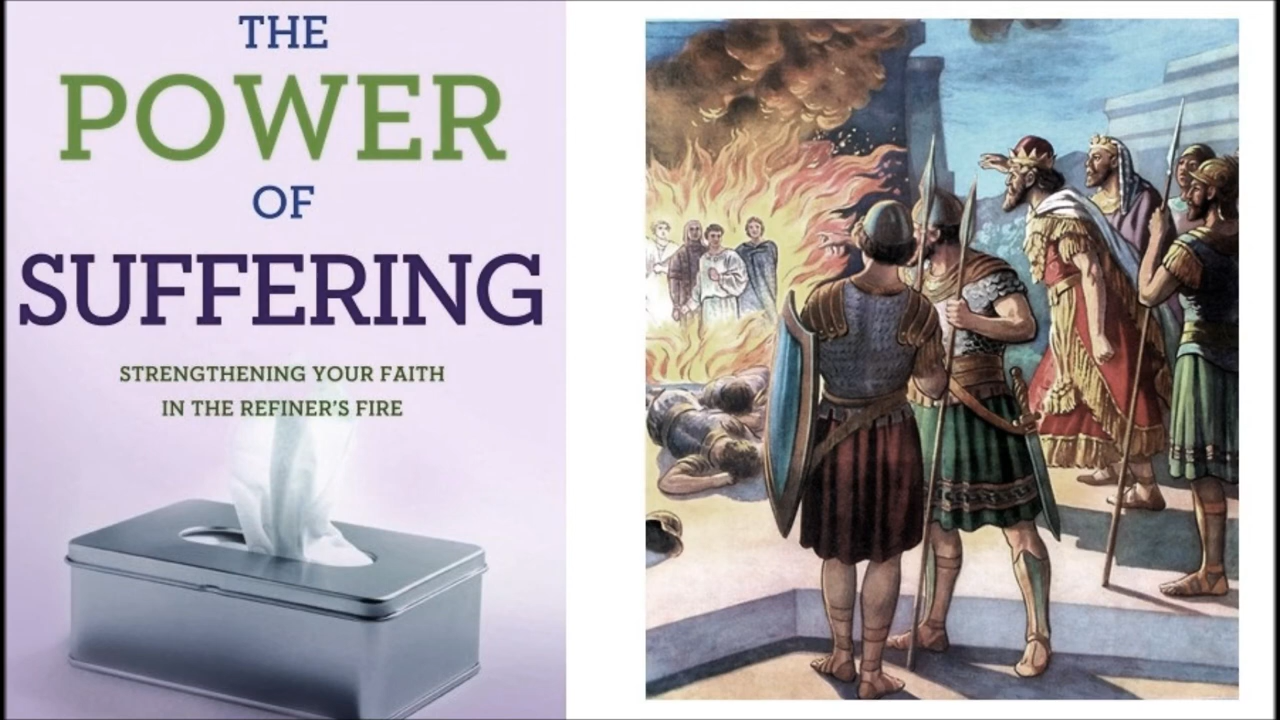 THE
POWER
OF
SUFFERING
STRENGTHENING YOUR FAITH
IN THE REFINER'S FIRE